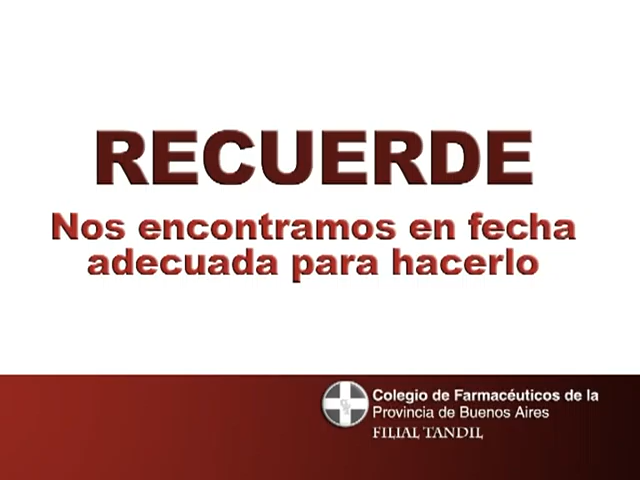 RECUERDE
Nos encontramos en fecha
adecuada para hacerlo
Colegio de Farmacéuticos de la
Provincia de Buenos Aires
FILIAL TANDIL